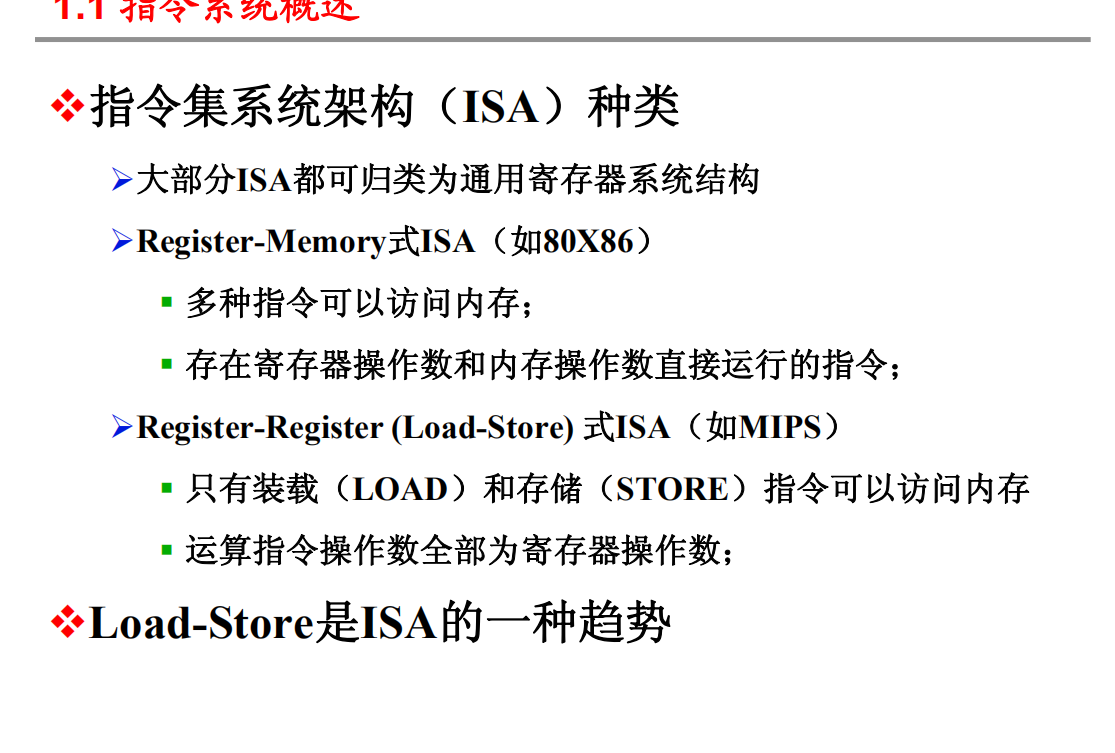 1.1 指令系统概述
指令集系统架构（ISA）种类
大部分ISA都可归类为通用寄存器系统结构
Register-Memory式ISA（如80X86）
多种指令可以访问内存；
存在寄存器操作数和内存操作数直接运行的指令；
Register-Register (Load-Store) 式ISA（如MIPS）
只有装载（LOAD）和存储（STORE）指令可以访问内存
运算指令操作数全部为寄存器操作数；
Load-Store是ISA的一种趋势